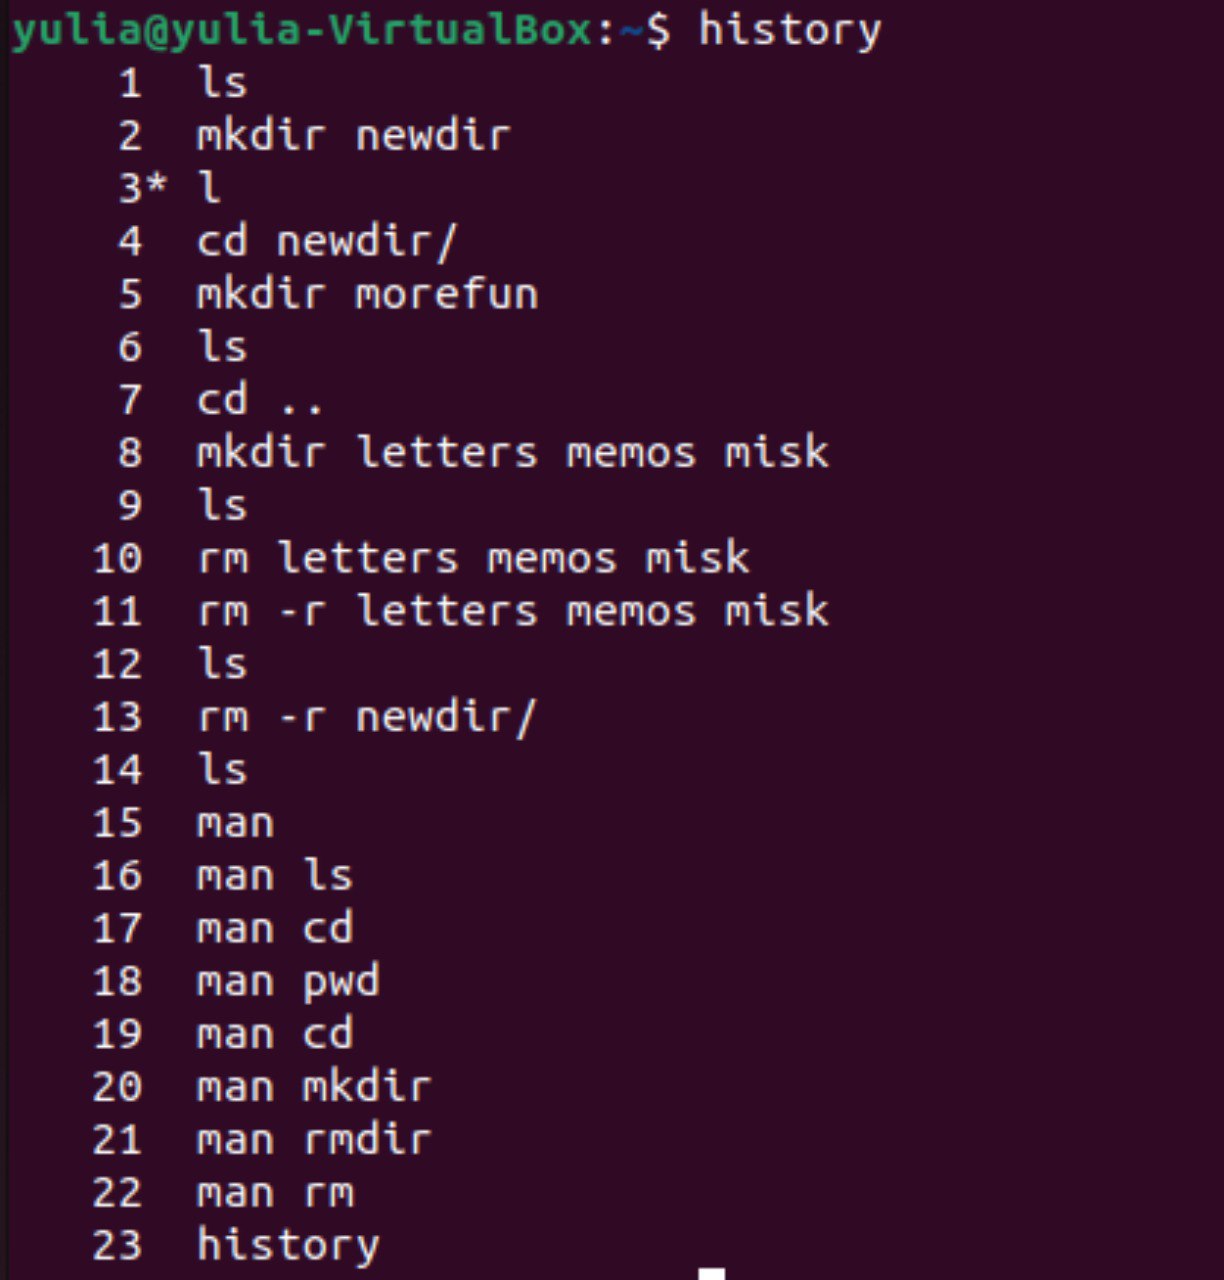 yulia@yulia-VirtualBox:~$ history
1 ls
2 mkdir newdir
3* l
4 cd newdir/
5 mkdir morefun
6 ls
7 cd ..
8 mkdir letters memos misk
9 ls
10 rm letters memos misk
11 rm -r letters memos misk
12 ls
13 rm -r newdir/
14 ls
15 man
16 man ls
17 man cd
18 man pwd
19 man cd
20 man mkdir
21 man rmdir
22 man rm
23 history